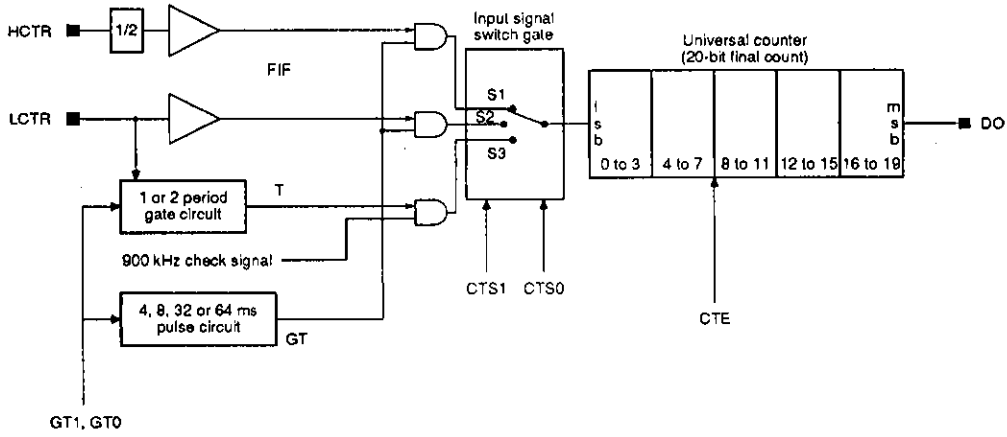 HCTR
1/2
FIF
Input signal
switch gate
Universal counter
(20-bit final count)
LCTR
S1
S2
S3
l
s
b
m
s
b
0 to 3
4 to 7
8 to 11
12 to 15
16 to 19
DO
1 or 2 period
gate circuit
T
900 kHz check signal
4, 8, 32 or 64 ms
pulse circuit
GT
CTS1
CTS0
CTE
GT1, GT0